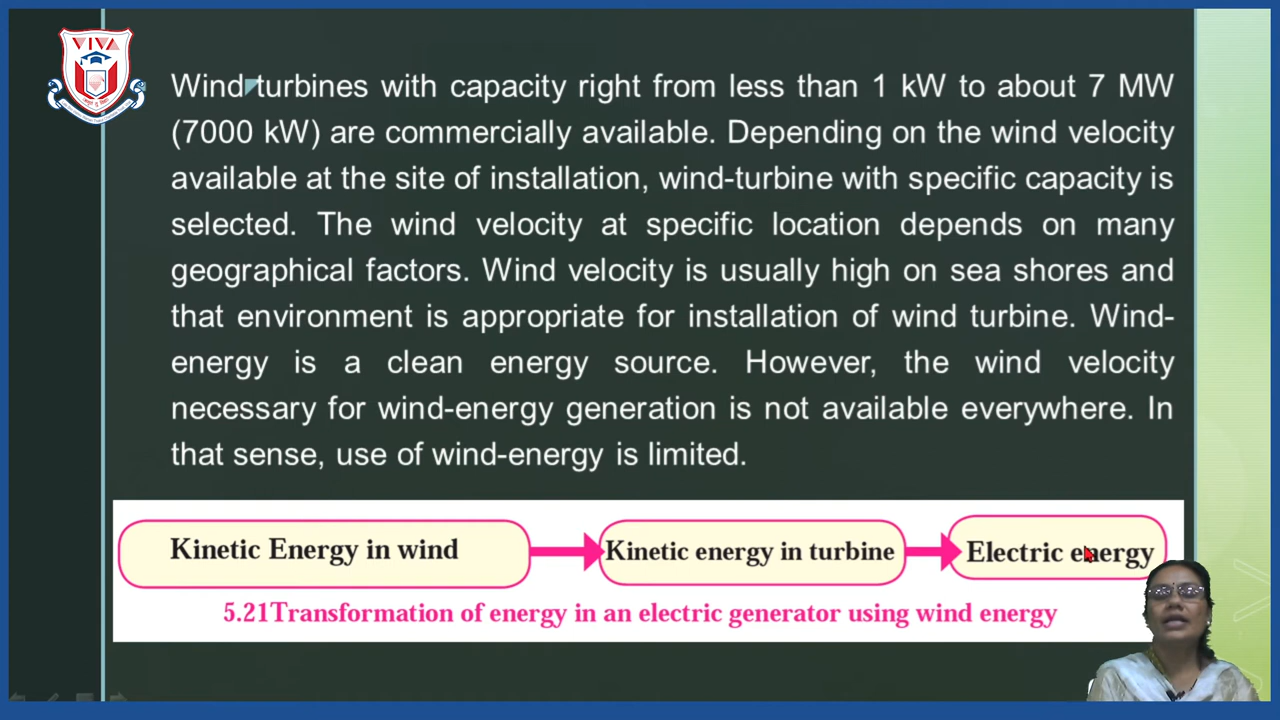 VIVA
Wind turbines with capacity right from less than 1 kW to about 7 MW
(7000 kW) are commercially available. Depending on the wind velocity
available at the site of installation, wind-turbine with specific capacity is
selected. The wind velocity at specific location depends on many
geographical factors. Wind velocity is usually high on sea shores and
that environment is appropriate for installation of wind turbine. Wind-
energy is a clean energy source. However, the wind velocity
necessary for wind-energy generation is not available everywhere. In
that sense, use of wind-energy is limited.
Kinetic Energy in wind
Kinetic energy in turbine
Electric energy
5.21Transformation of energy in an electric generator using wind energy